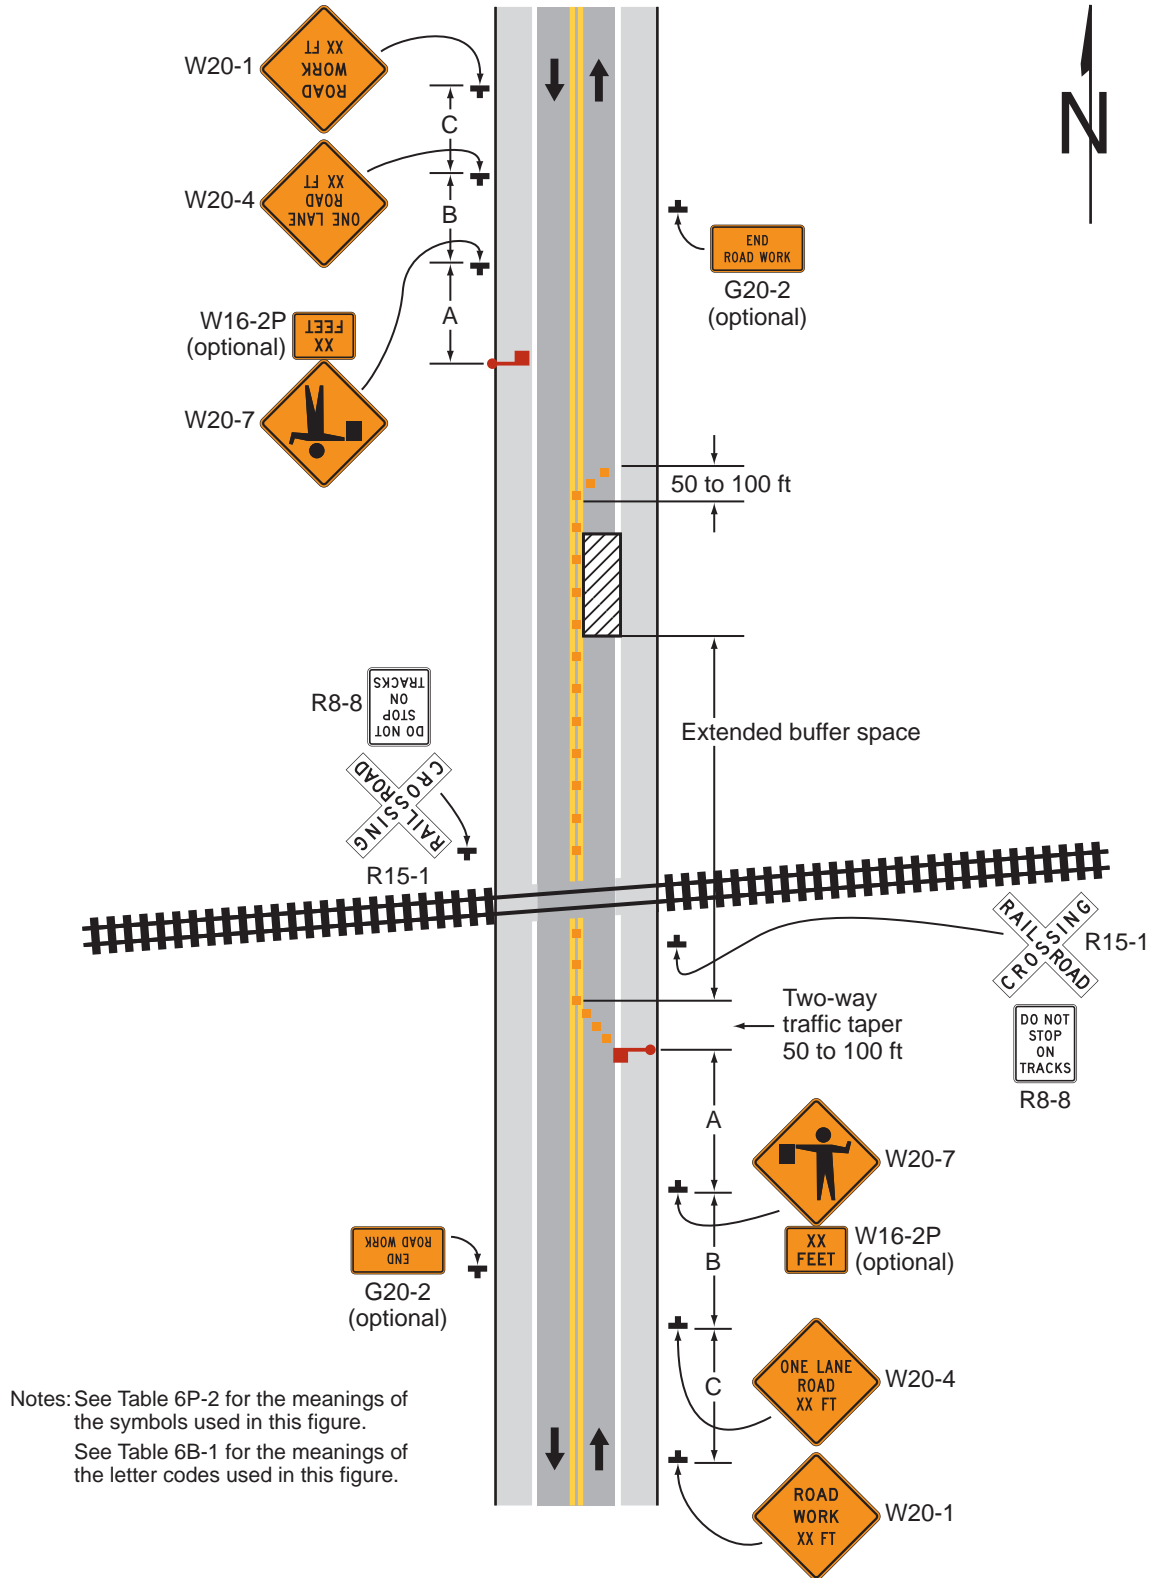 W20-1
ROAD
WORK
XX FT
C
N
W20-4
ONE LANE
ROAD
XX FT
B
END
ROAD WORK
G20-2
(optional)
W16-2P
(optional)
XX
FEET
A
W20-7
50 to 100 ft
R8-8
DO NOT
STOP
ON
TRACKS
Extended buffer space
RAILROAD
CROSSING
R15-1
RAILROAD
CROSSING
R15-1
Two-way
traffic taper
50 to 100 ft
DO NOT
STOP
ON
TRACKS
R8-8
A
W20-7
XX
FEET
W16-2P
(optional)
B
END
ROAD WORK
G20-2
(optional)
ONE LANE
ROAD
XX FT
W20-4
C
Notes: See Table 6P-2 for the meanings of
the symbols used in this figure.
See Table 6B-1 for the meanings of
the letter codes used in this figure.
ROAD
WORK
XX FT
W20-1